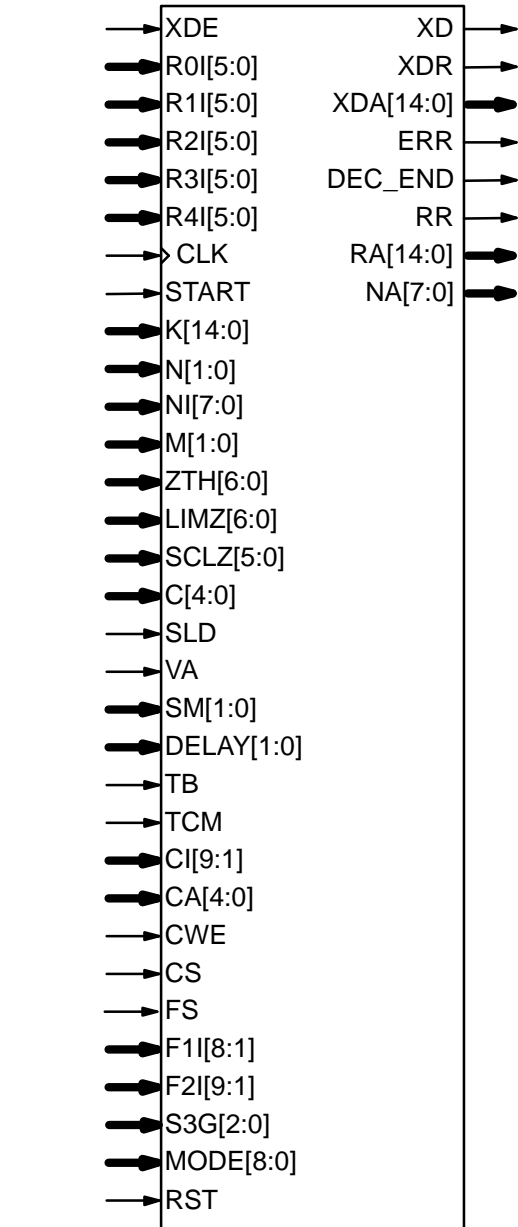 XDE XD
R0I[5:0] XDR
R1I[5:0] XDA[14:0]
R2I[5:0] ERR
R3I[5:0] DEC_END
R4I[5:0] RR
CLK RA[14:0]
START NA[7:0]
K[14:0]
N[1:0]
NI[7:0]
M[1:0]
ZTH[6:0]
LIMZ[6:0]
SCLZ[5:0]
C[4:0]
SLD
VA
SM[1:0]
DELAY[1:0]
TB
TCM
CI[9:1]
CA[4:0]
CWE
CS
FS
F1I[8:1]
F2I[9:1]
S3G[2:0]
MODE[8:0]
RST